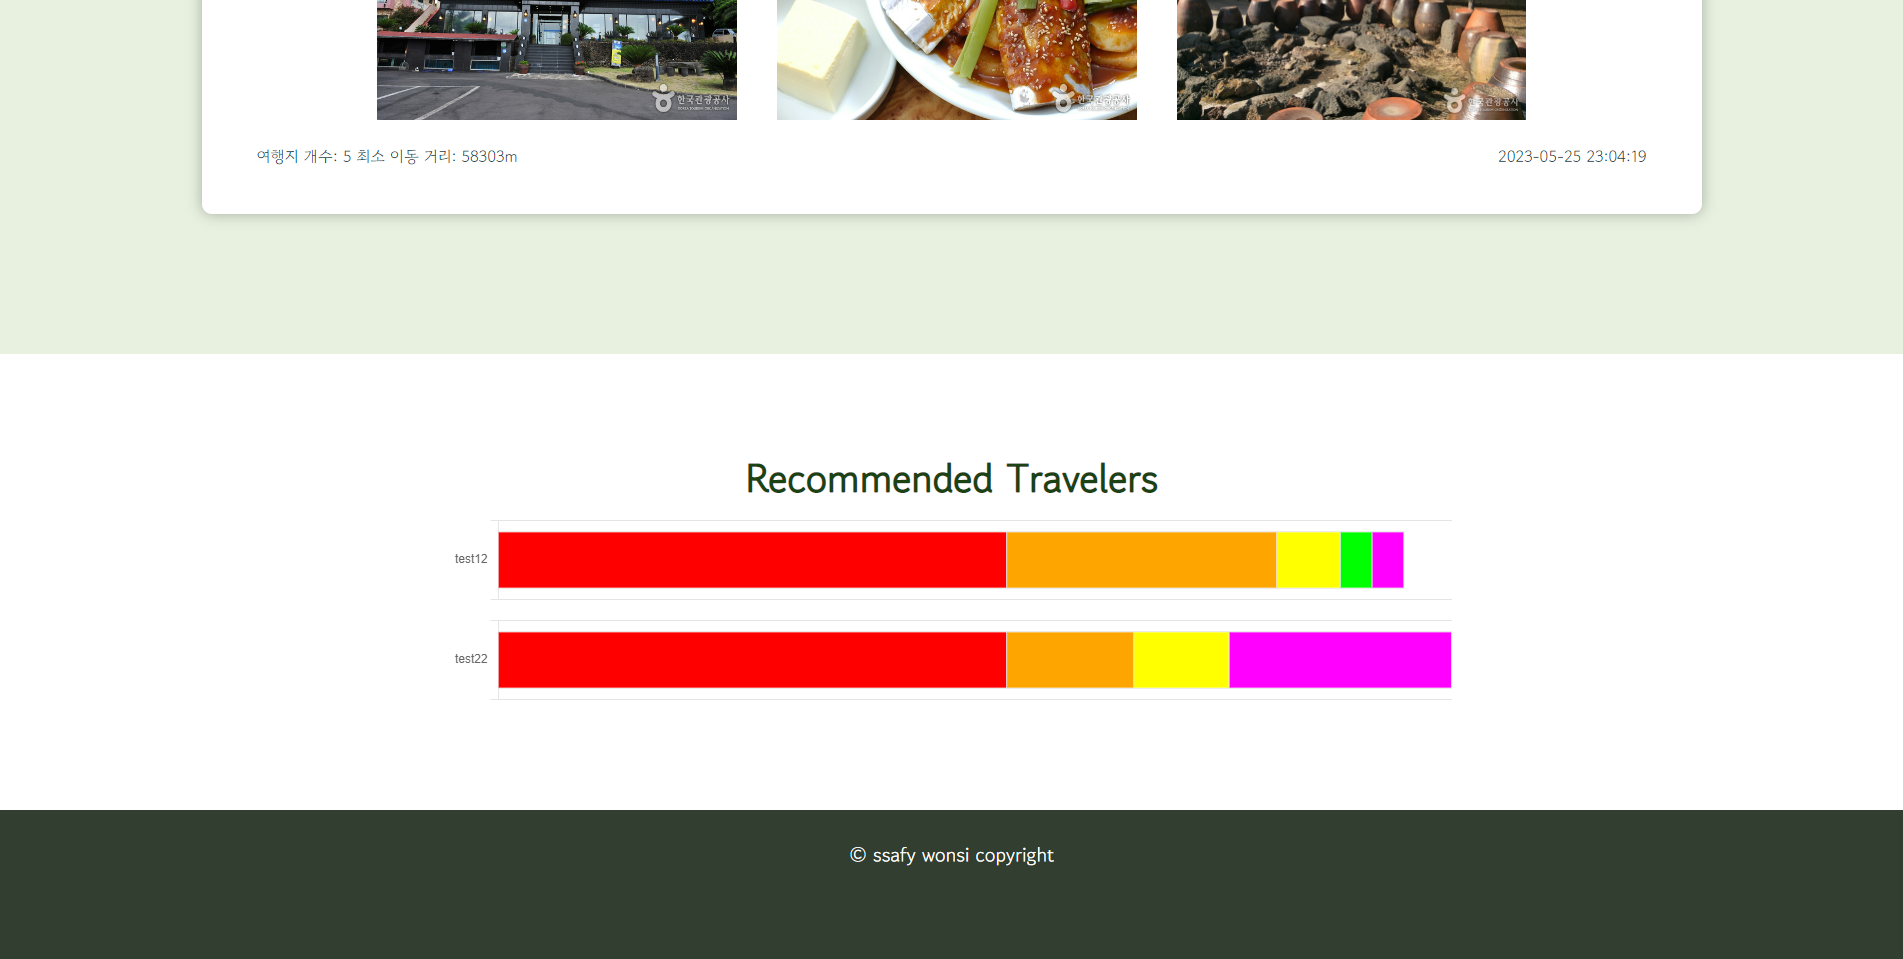 한국관광공사
한국관광공사
한국관광공사
여행지 개수: 5 최소 이동 거리: 58303m
2023-05-25 23:04:19
Recommended Travelers
test12
test22
© ssafy wonsi copyright